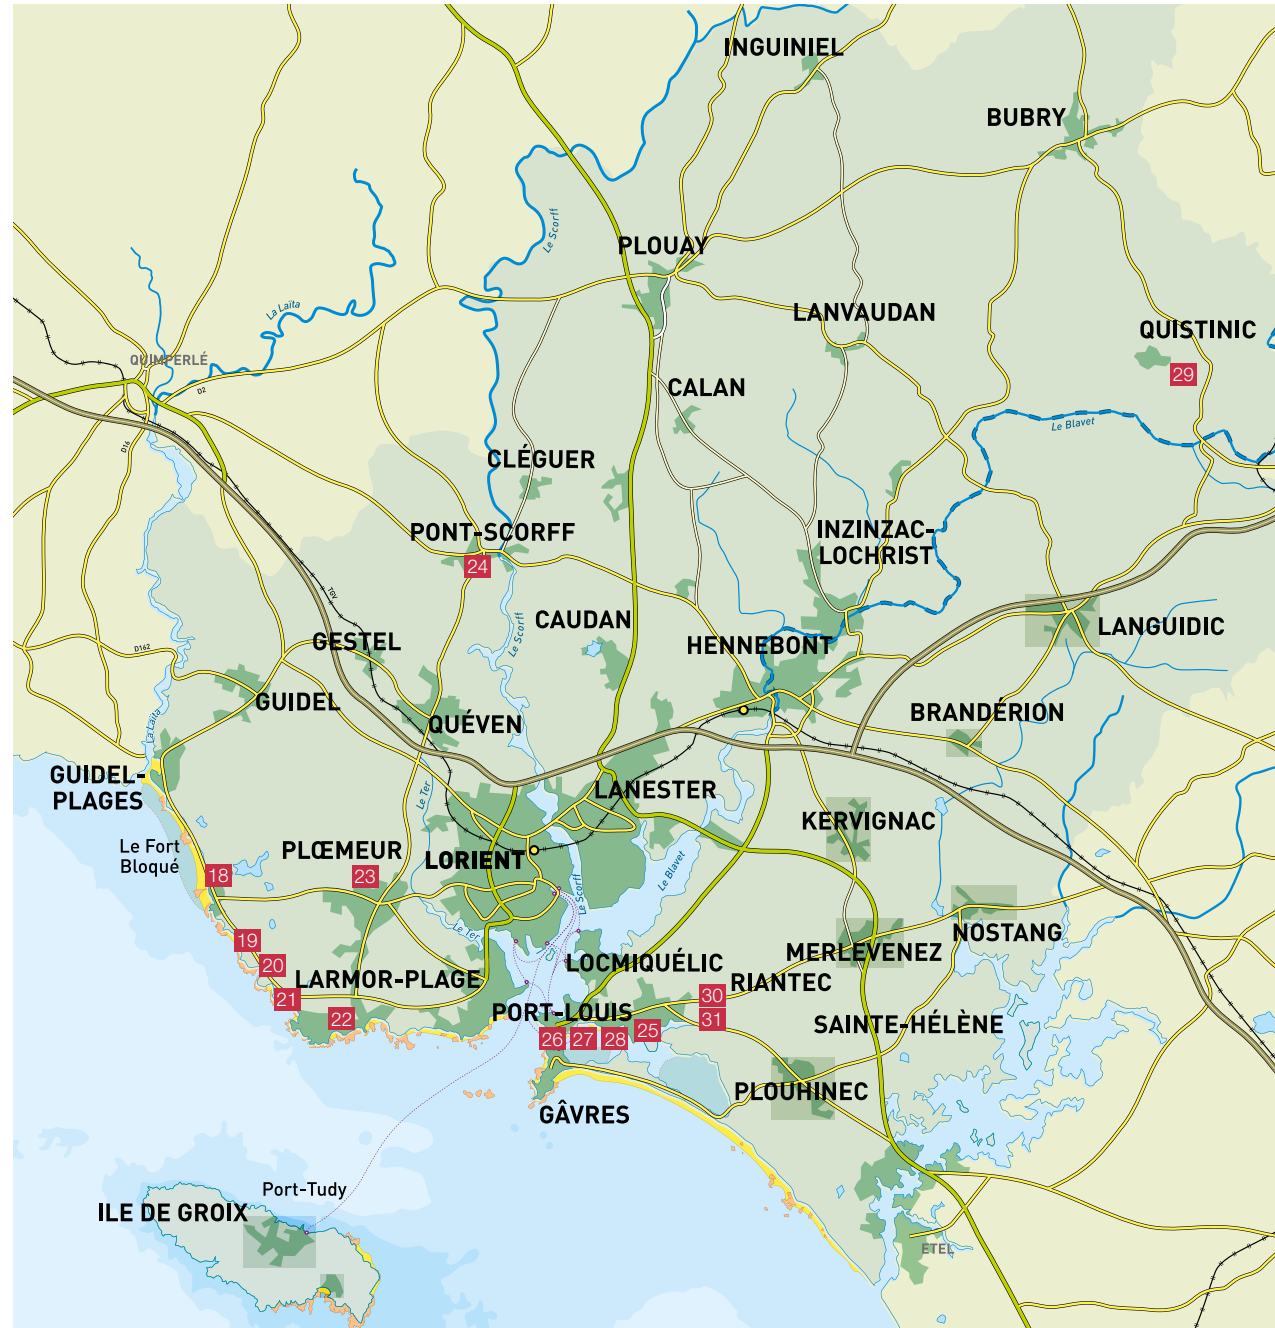 INGUINIEL
BUBRY
Le Scorff
PLOUAY
La Laïta
LANVAUDAN
QUISTINIC
QUIMPERLÉ
29
D2
CALAN
Le Blavet
D16
CLÉGUER
PONT-SCORFF
24
INZINZAC-
LOCHRIST
TGV
Le Scorff
CAUDAN
LANGUIDIC
GESTEL
D162
HENNEBONT
GUIDEL
La Laïta
QUÉVEN
BRANDÉRION
GUIDEL-
PLAGES
Le Ter
LANESTER
KERVIGNAC
Le Fort
Bloqué
PLŒMEUR
LORIENT
Le Blavet
18
23
Le Scorff
Le Ter
NOSTANG
19
MERLEVENEZ
20
LOCMIQUÉLIC
LARMOR-PLAGE
RIANTEC
21
30
22
PORT-LOUIS
31
SAINTE-HÉLÈNE
26
27
28
25
PLOUHINEC
GÂVRES
Port-Tudy
ILE DE GROIX
ETEL